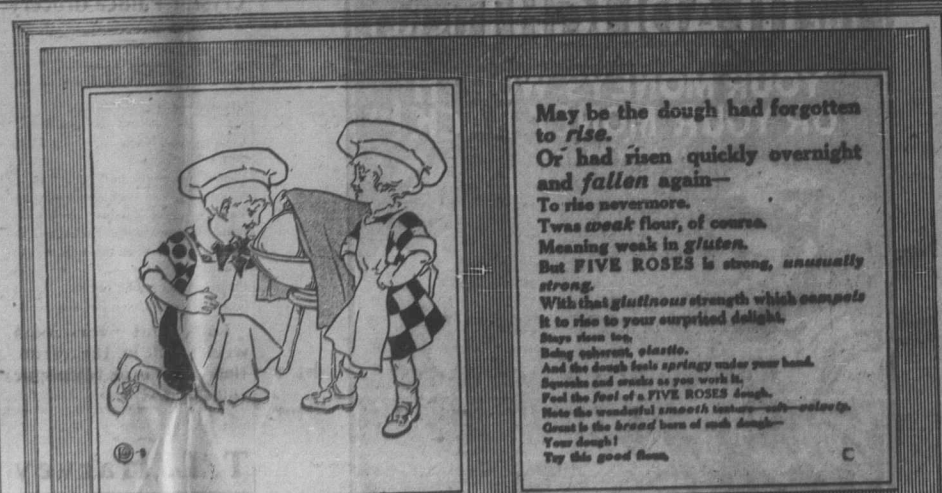 May be the dough had forgotten
to rise.
Or had risen quickly overnight
and fallen again—
To rise nevermore.
Twas weak flour, of course.
Meaning weak in gluten.
But FIVE ROSES is strong, unusually
strong.
With that glutinous strength which compels
it to rise to your surprised delight.
Stays risen too.
Being coherent, elastic.
And the dough feels springy under your hand.
Squeaks and cracks as you work it.
Feel the feel of a FIVE ROSES dough.
Note the wonderful smooth texture—soft—velvety.
Great is the bread born of such dough—
Your dough!
Try this good flour.
C